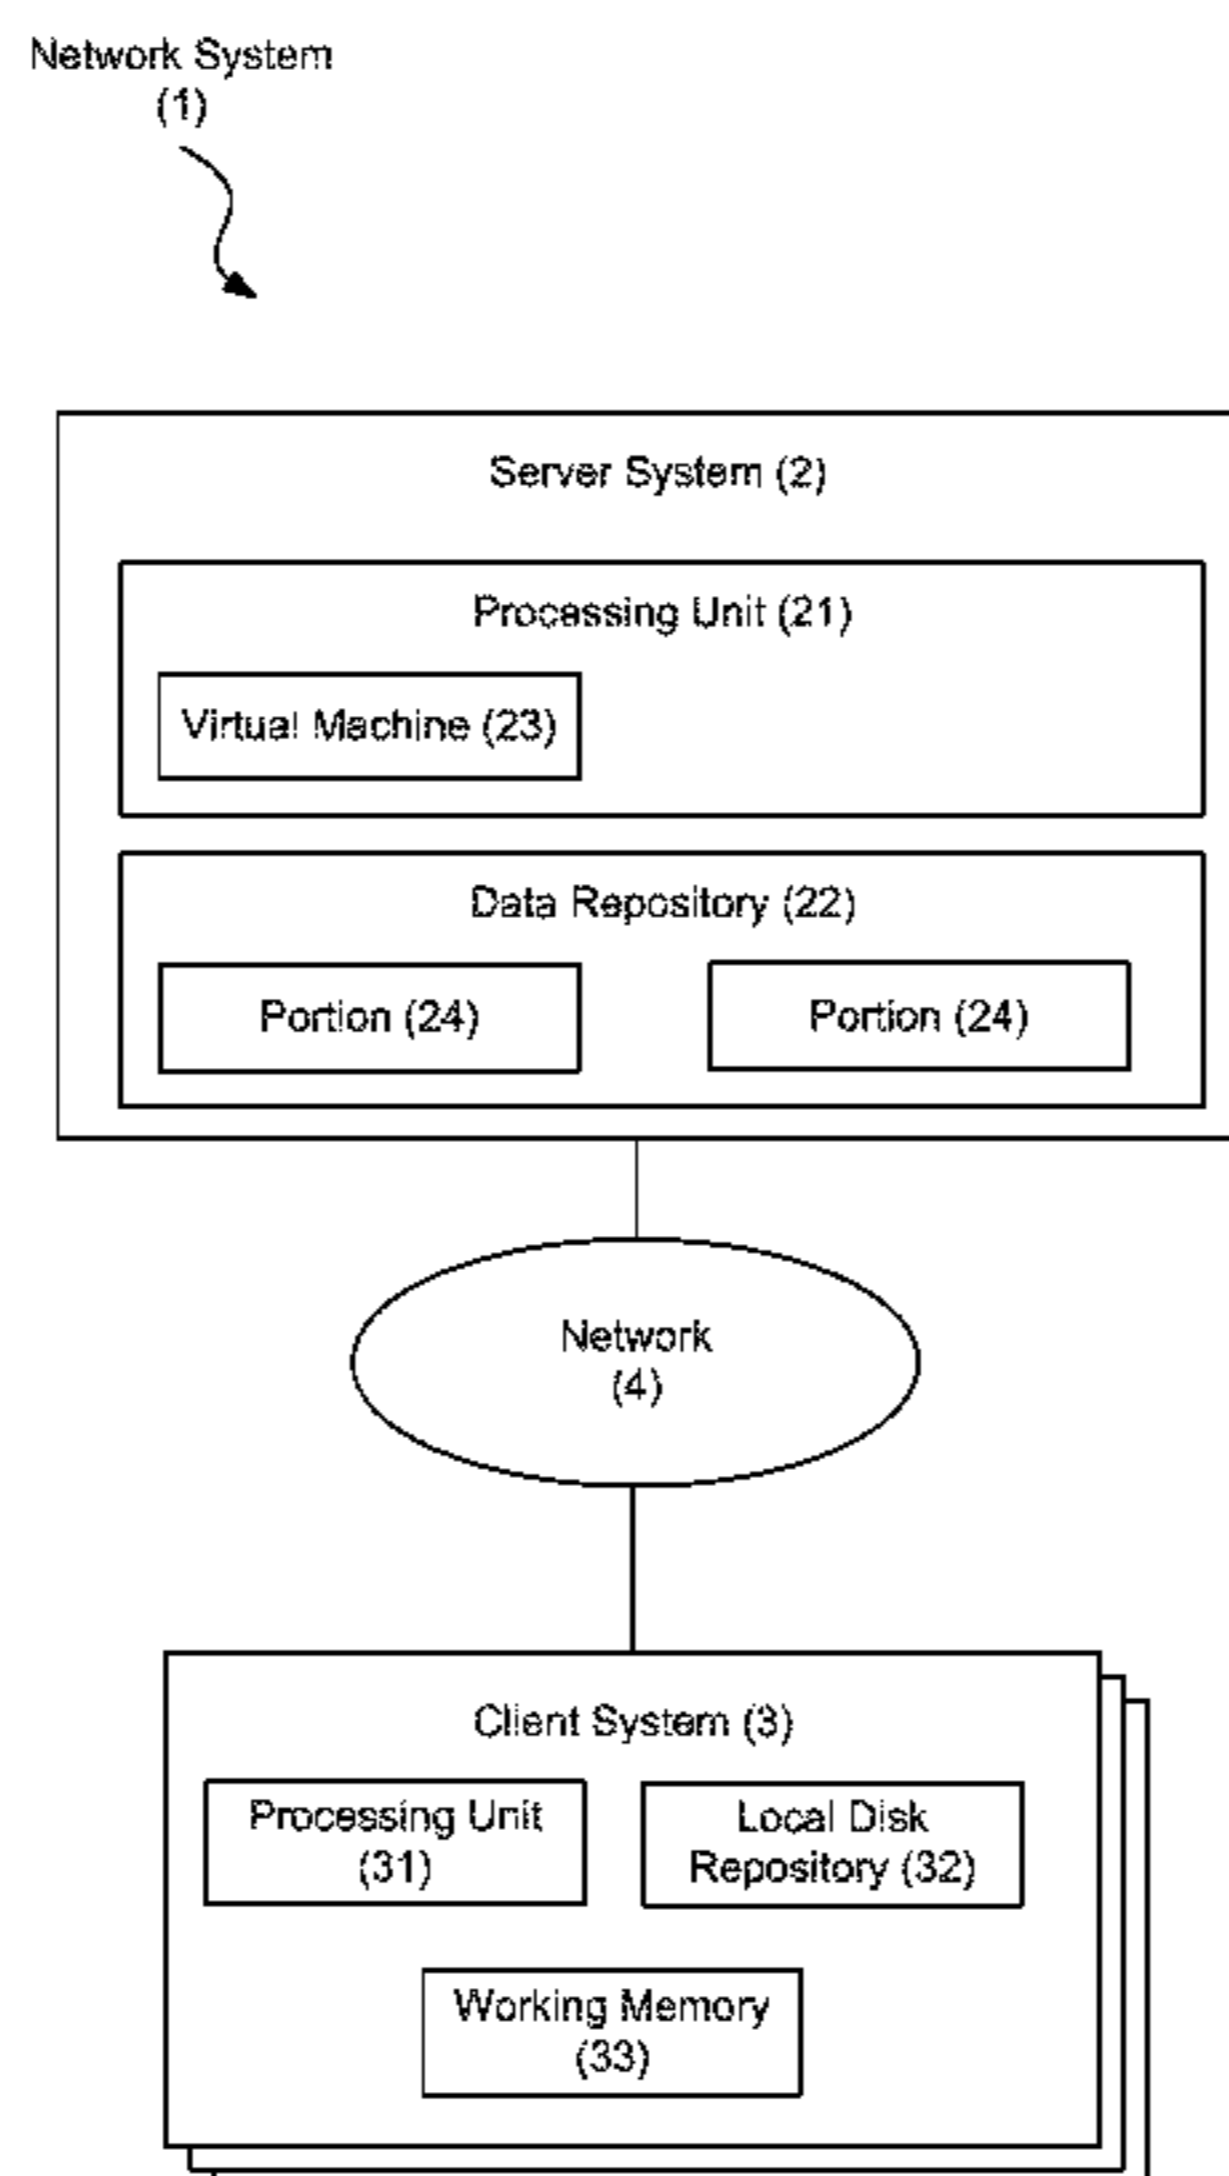 Network System
(1)
Server System (2)
Processing Unit (21)
Virtual Machine (23)
Data Repository (22)
Portion (24)
Portion (24)
Network
(4)
Client System (3)
Processing Unit
(31)
Local Disk
Repository (32)
Working Memory
(33)